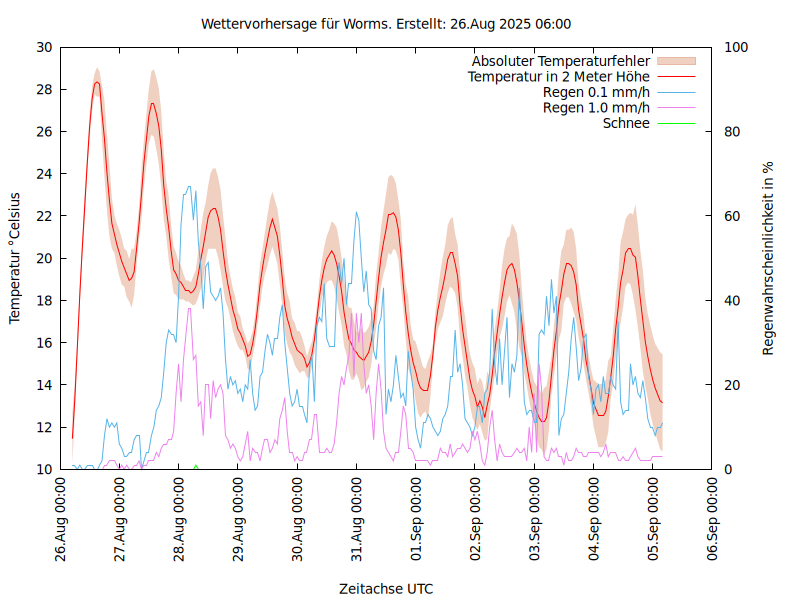 Wettervorhersage für Worms. Erstellt: 26.Aug 2025 06:00
Absoluter Temperaturfehler
Temperatur in 2 Meter Höhe
Regen 0.1 mm/h
Regen 1.0 mm/h
Schnee
Temperatur °Celsius
30
28
26
24
22
20
18
16
14
12
10
100
80
60
40
20
0
Regenwahrscheinlichkeit in %
26.Aug 00:00
27.Aug 00:00
28.Aug 00:00
29.Aug 00:00
30.Aug 00:00
31.Aug 00:00
01.Sep 00:00
02.Sep 00:00
03.Sep 00:00
04.Sep 00:00
05.Sep 00:00
06.Sep 00:00
Zeitachse UTC